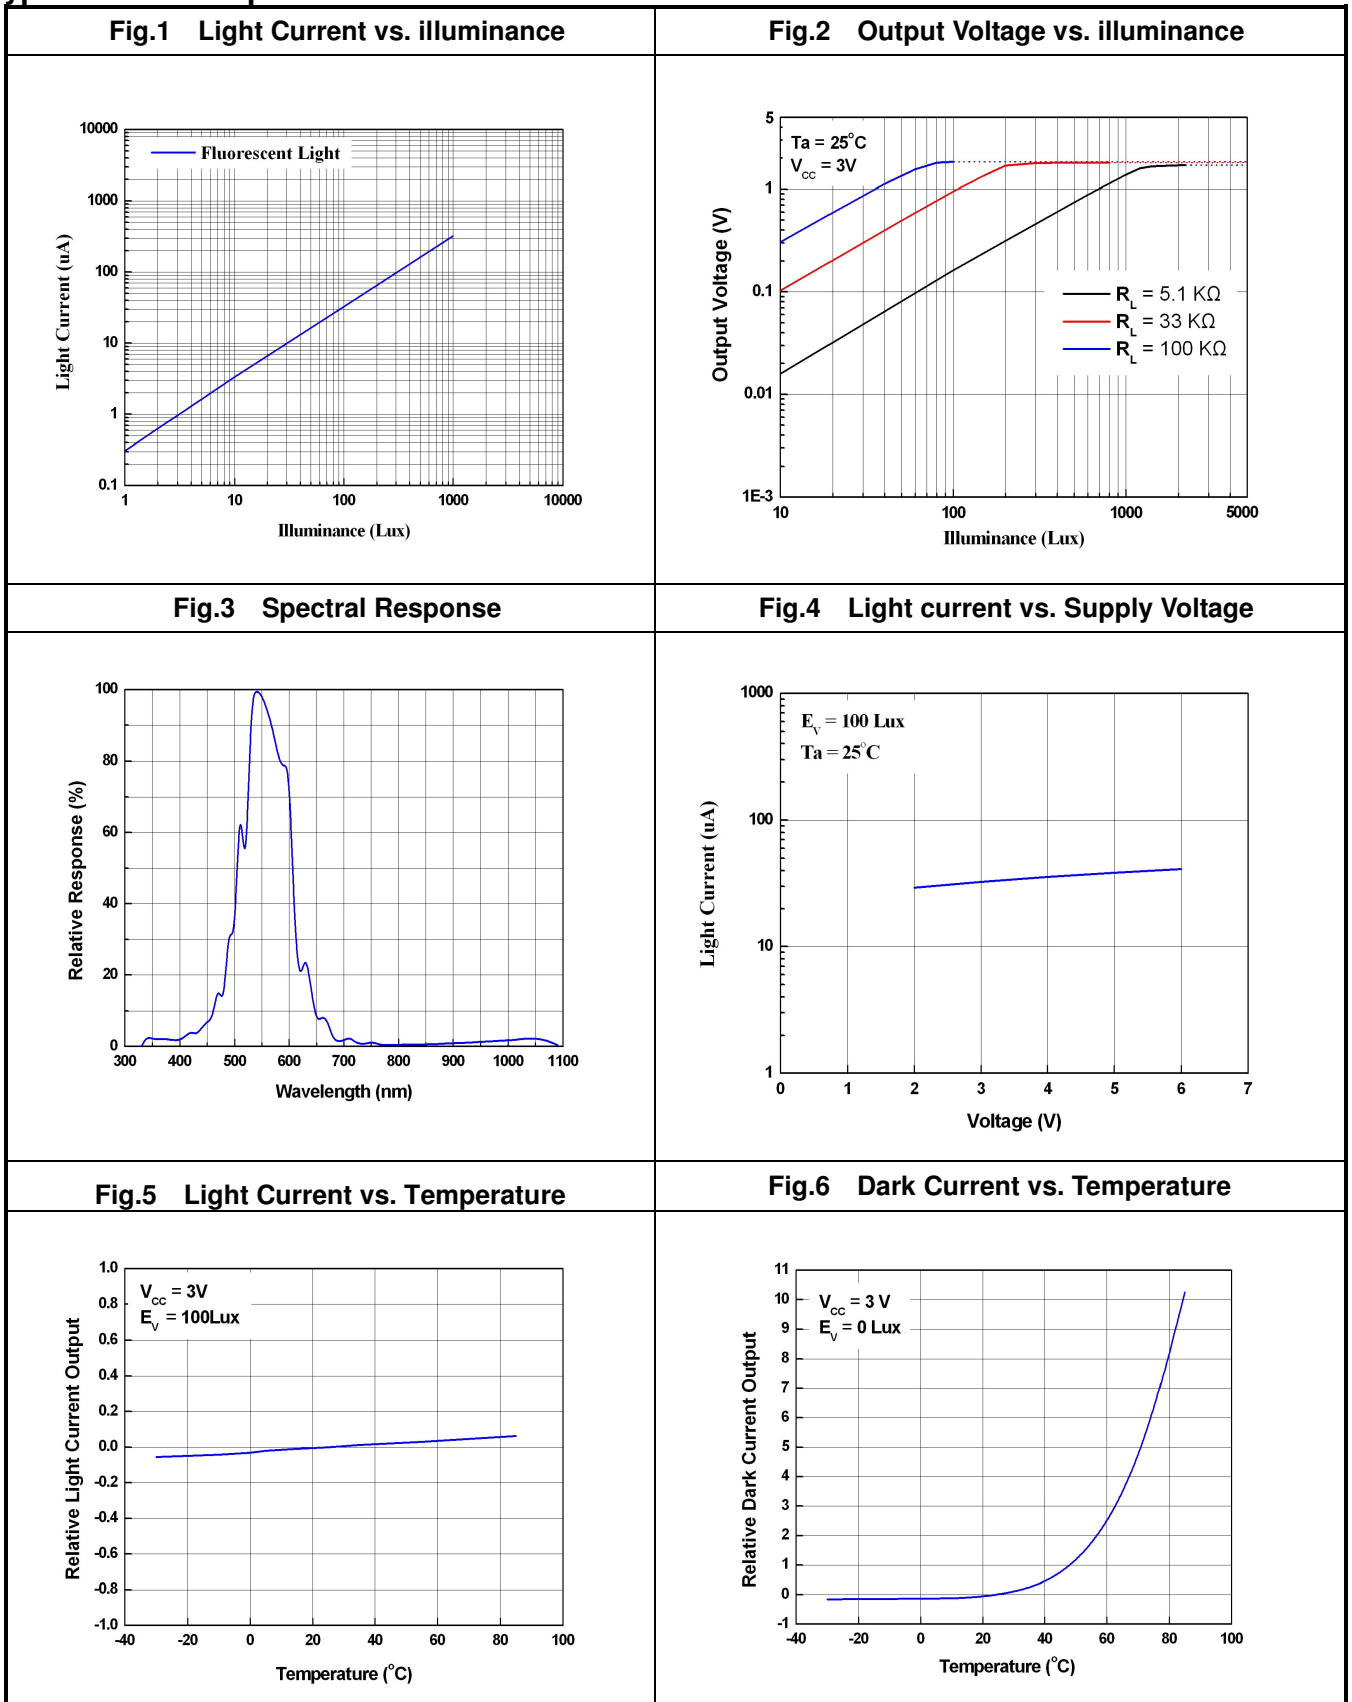 Fig.1 Light Current vs. illuminance
Fig.2 Output Voltage vs. illuminance
10000
1000
100
10
1
0.1
Light Current (uA)
Fluorescent Light
1 10 100 1000 10000
Illuminance (Lux)
5
1
0.1
0.01
1E-3
Output Voltage (V)
Ta = 25°C
VCC = 3V
RL = 5.1 KΩ
RL = 33 KΩ
RL = 100 KΩ
10 100 1000 5000
Illuminance (Lux)
Fig.3 Spectral Response
Fig.4 Light current vs. Supply Voltage
100
80
60
40
20
0
Relative Response (%)
300 400 500 600 700 800 900 1000 1100
Wavelength (nm)
1000
100
10
1
Light Current (uA)
EV = 100 Lux
Ta = 25°C
0 1 2 3 4 5 6 7
Voltage (V)
Fig.5 Light Current vs. Temperature
Fig.6 Dark Current vs. Temperature
1.0
0.8
0.6
0.4
0.2
0.0
-0.2
-0.4
-0.6
-0.8
-1.0
Relative Light Current Output
VCC = 3V
EV = 100Lux
-40 -20 0 20 40 60 80 100
Temperature (°C)
11
10
9
8
7
6
5
4
3
2
1
0
-1
Relative Dark Current Output
VCC = 3 V
EV = 0 Lux
-40 -20 0 20 40 60 80 100
Temperature (°C)